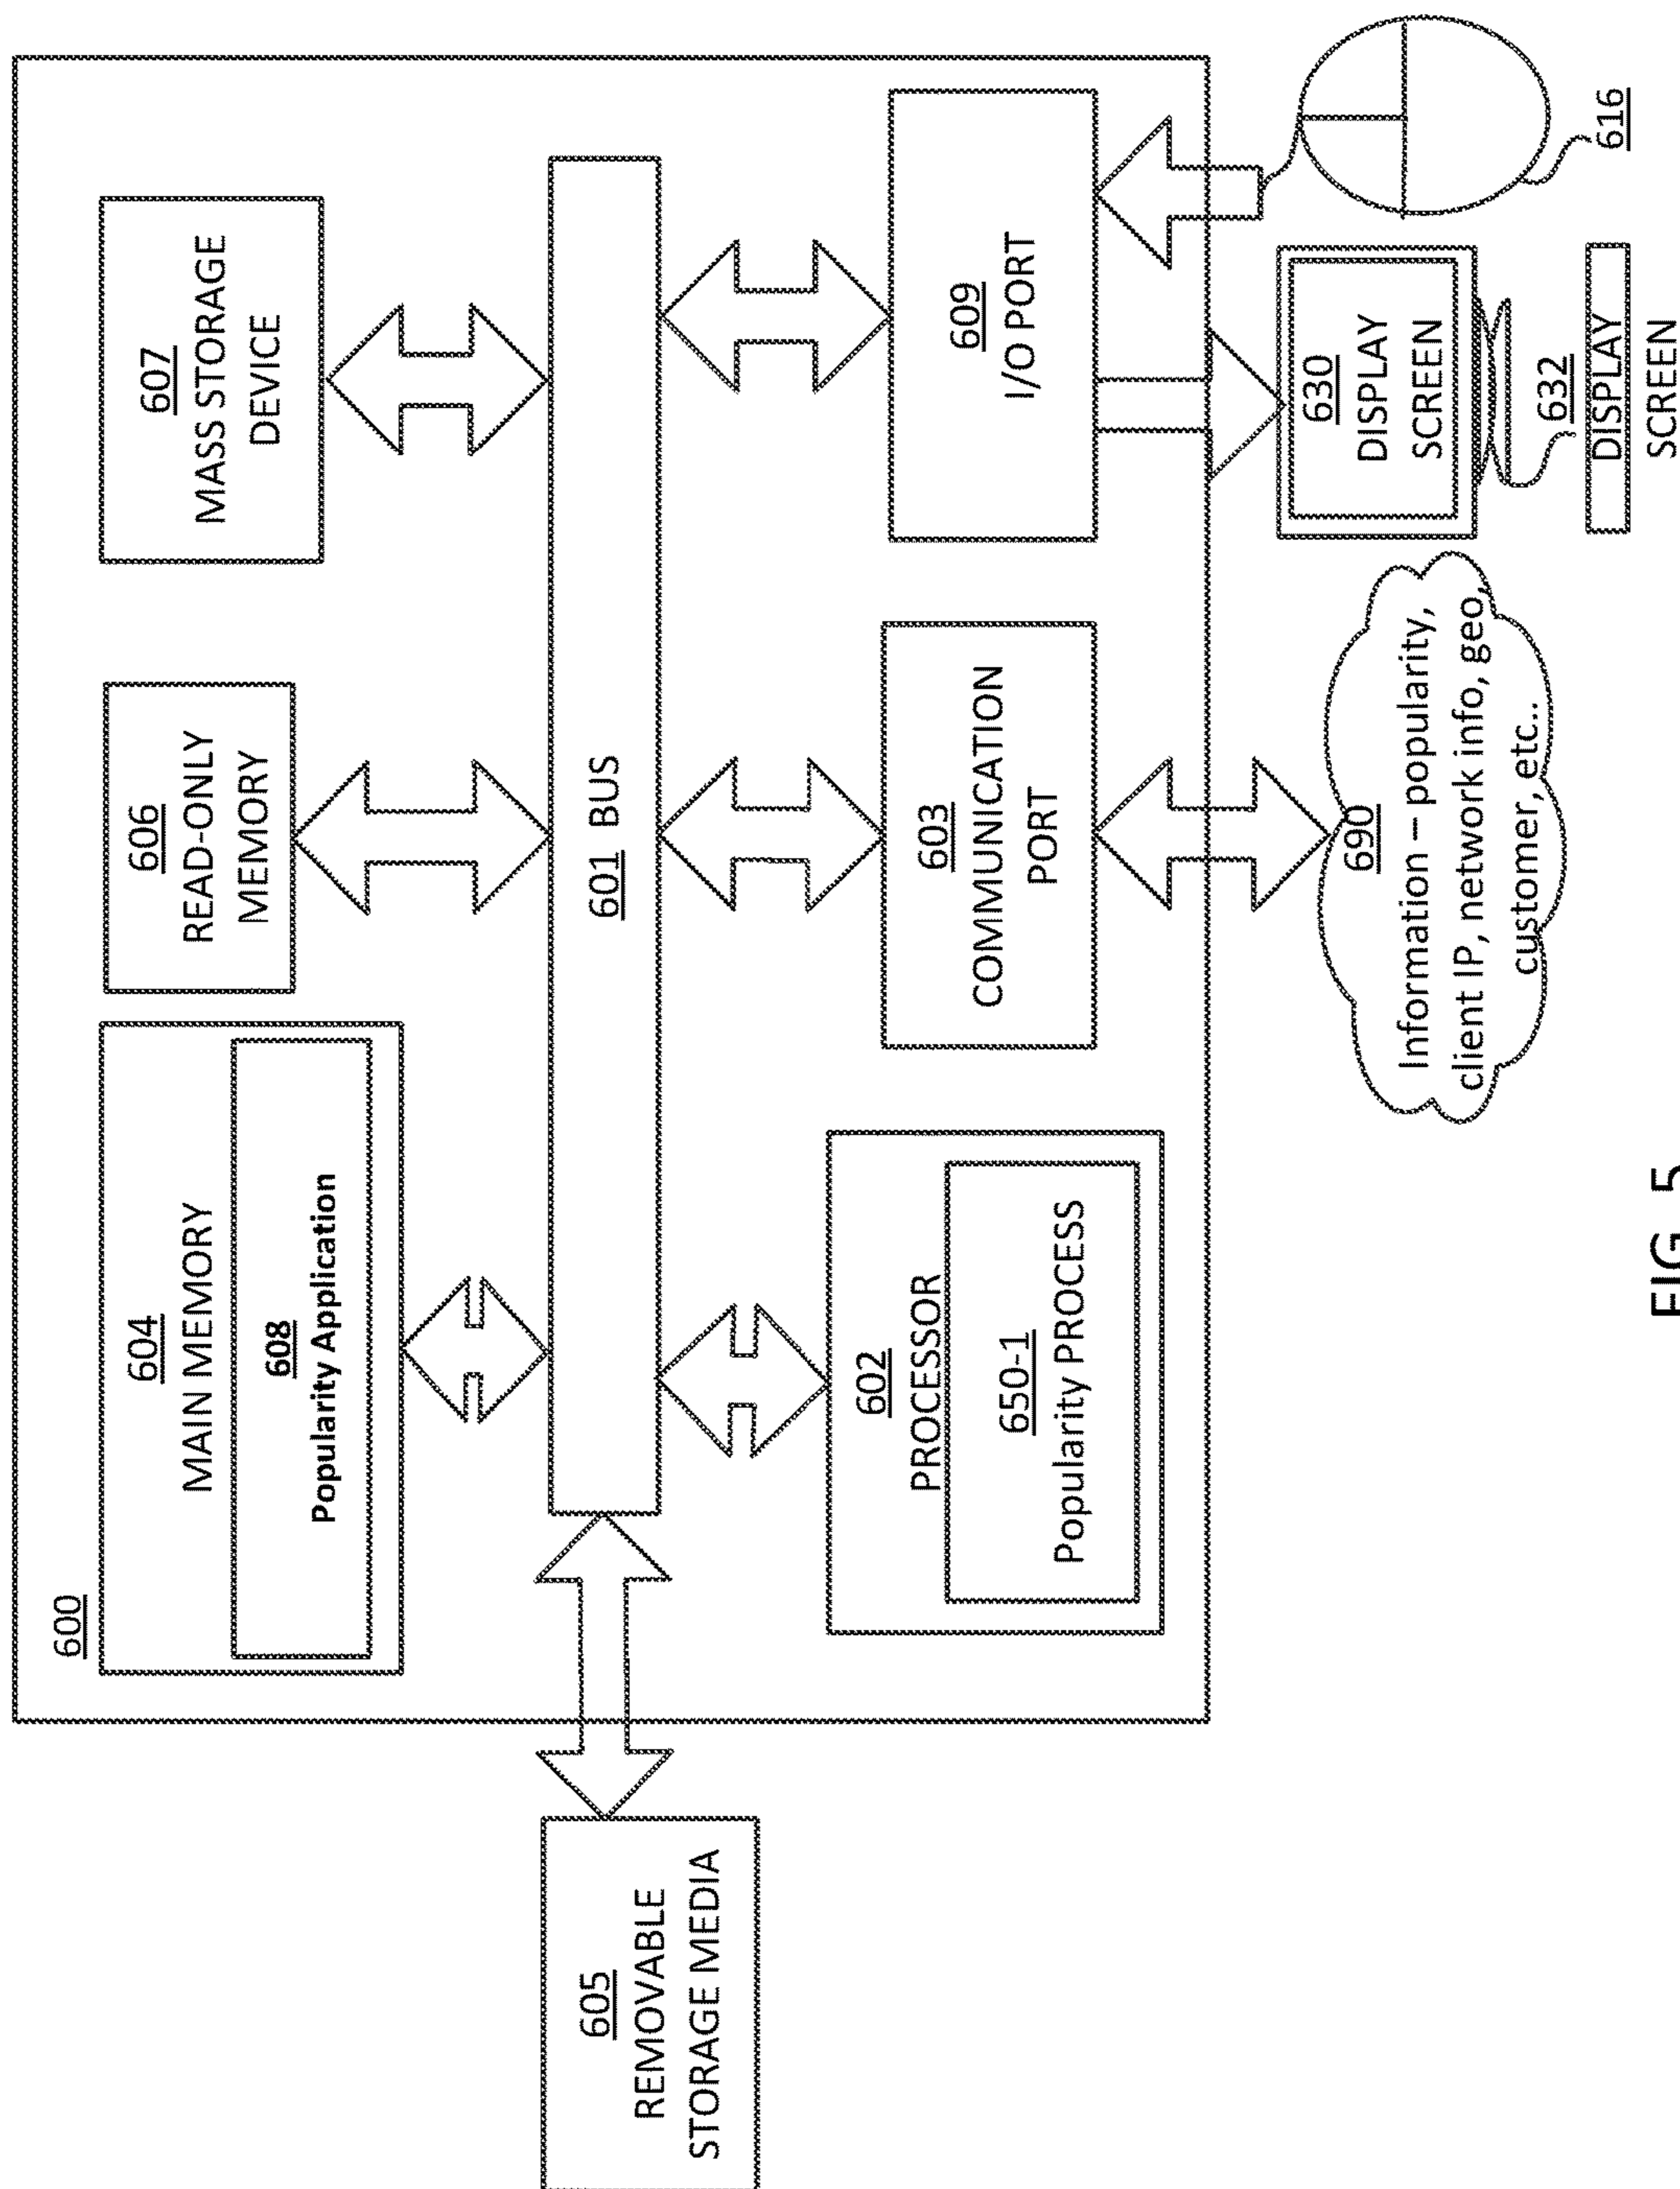 600
604
MAIN MEMORY
608
Popularity Application
606
READ-ONLY
MEMORY
607
MASS STORAGE
DEVICE
605
REMOVABLE
STORAGE MEDIA
601 BUS
602
PROCESSOR
650-1
Popularity PROCESS
603
COMMUNICATION
PORT
609
I/O PORT
690
Information – popularity,
client IP, network info, geo,
customer, etc..
630
DISPLAY
SCREEN
632
DISPLAY
SCREEN
616
FIG. 5